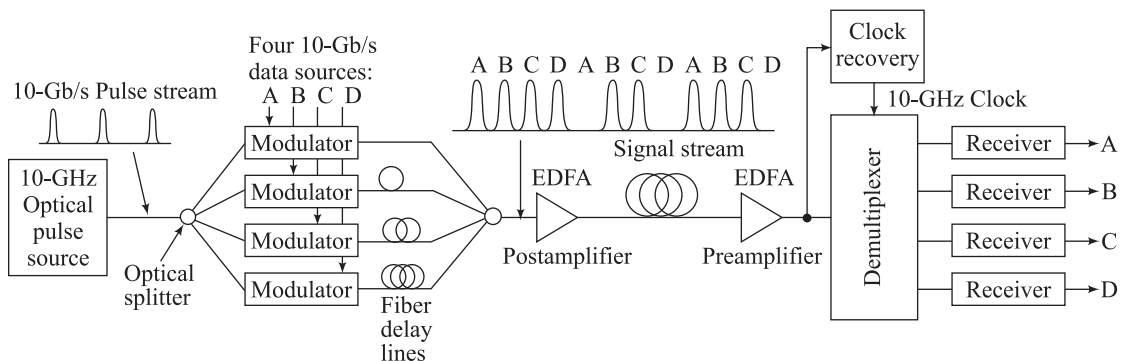 Four 10-Gb/s
data sources:
A B C D
10-Gb/s Pulse stream
10-GHz
Optical
pulse
source
Optical
splitter
Modulator
Modulator
Modulator
Modulator
Fiber
delay
lines
A B C D A B C D A B C D
Signal stream
EDFA
Postamplifier
EDFA
Preamplifier
Clock
recovery
10-GHz Clock
Demultiplexer
Receiver A
Receiver B
Receiver C
Receiver D